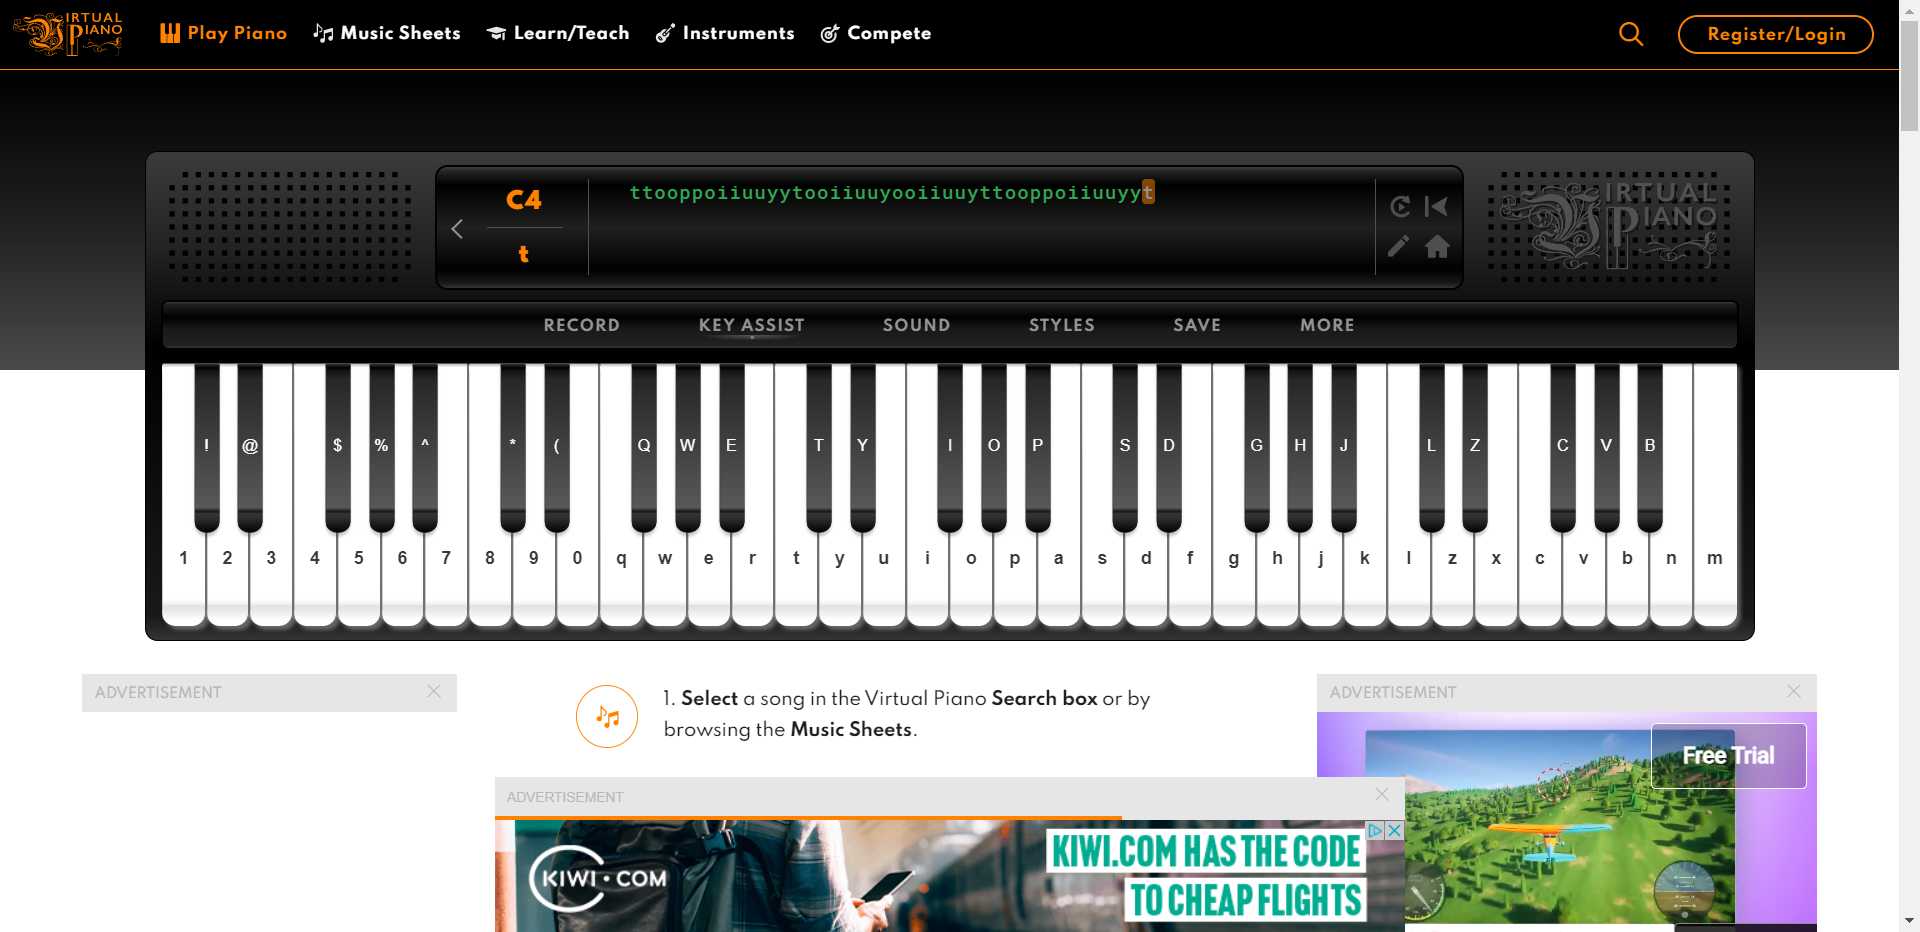 VIRTUAL PIANO
Play Piano
Music Sheets
Learn/Teach
Instruments
Compete
Register/Login
C4
t
ttooppoiiuuyytooiiuuyooiiuuyttooppoiiuuyyt
VIRTUAL PIANO
RECORD
KEY ASSIST
SOUND
STYLES
SAVE
MORE
! @ $ % ^ * ( Q W E T Y I O P S D G H J L Z C V B
1 2 3 4 5 6 7 8 9 0 q w e r t y u i o p a s d f g h j k l z x c v b n m
ADVERTISEMENT
1. Select a song in the Virtual Piano Search box or by
browsing the Music Sheets.
ADVERTISEMENT
Free Trial
ADVERTISEMENT
KIWI.COM
KIWI.COM HAS THE CODE
TO CHEAP FLIGHTS